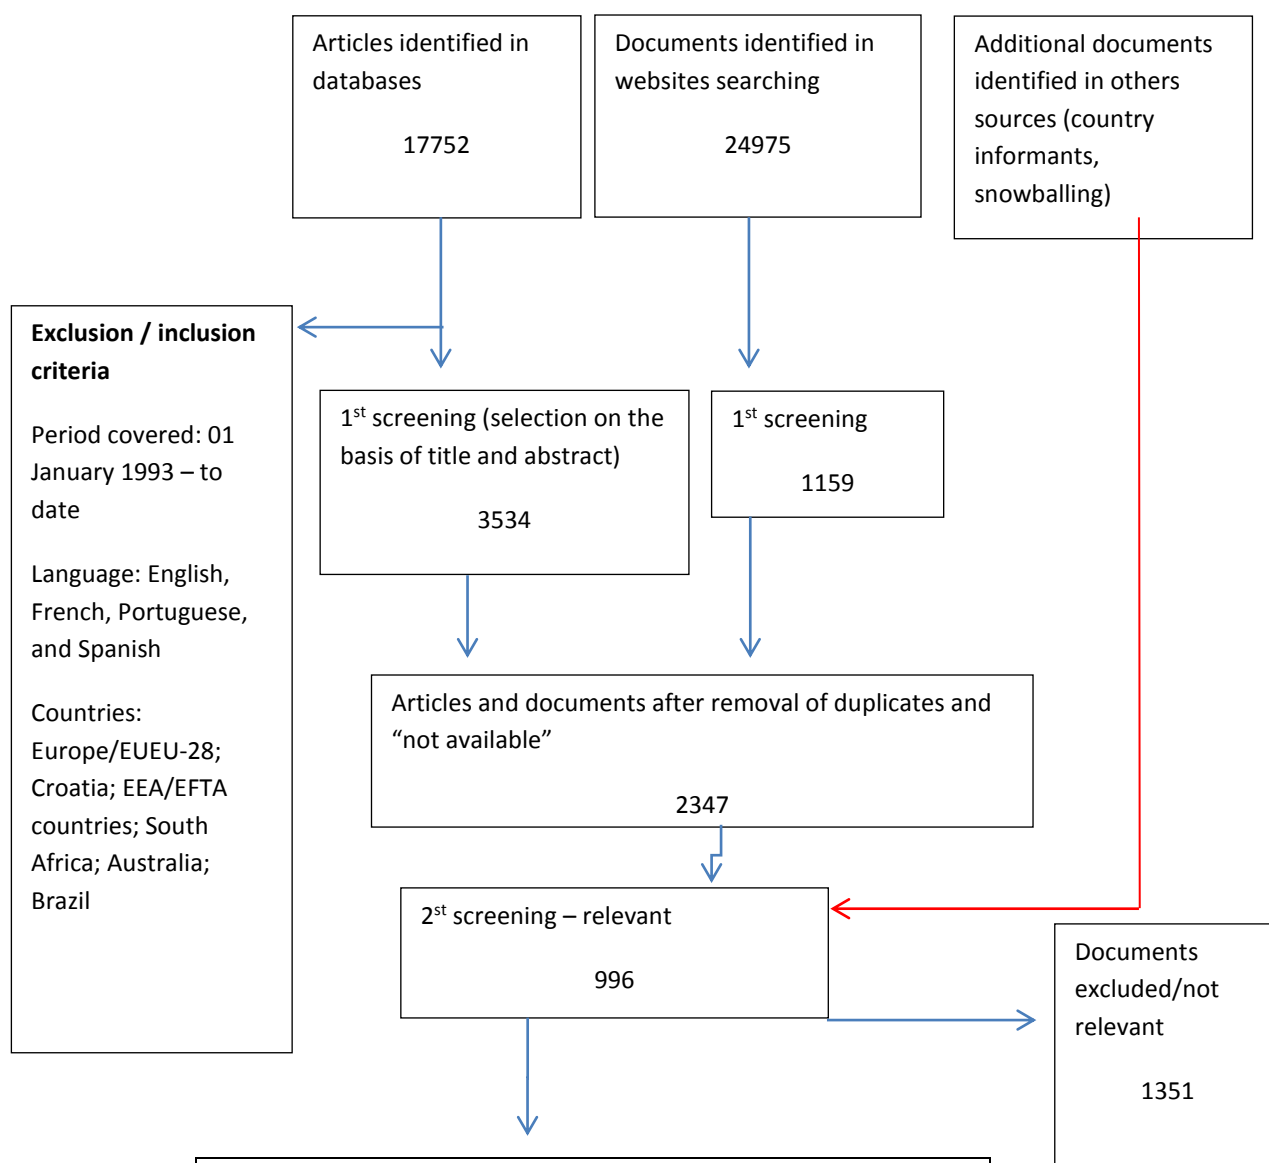 Articles identified in
databases
17752
Documents identified in
websites searching
24975
Additional documents
identified in others
sources (country
informants,
snowballing)
Exclusion / inclusion
criteria
Period covered: 01
January 1993 – to
date
Language: English,
French, Portuguese,
and Spanish
Countries:
Europe/EUEU-28;
Croatia; EEA/EFTA
countries; South
Africa; Australia;
Brazil
1st screening (selection on the
basis of title and abstract)
3534
1st screening
1159
Articles and documents after removal of duplicates and
“not available”
2347
2st screening – relevant
996
Documents
excluded/not
relevant
1351